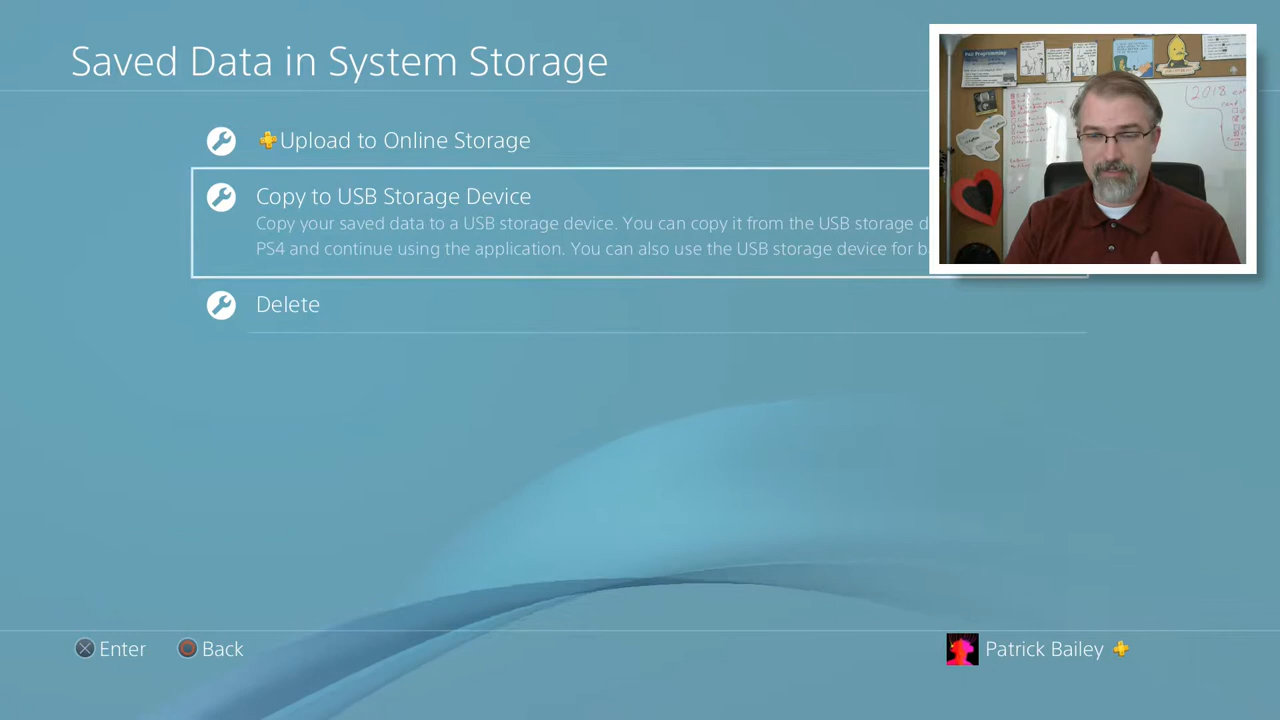 Saved Data in System Storage
Upload to Online Storage
Copy to USB Storage Device
Copy your saved data to a USB storage device. You can copy it from the USB storage
PS4 and continue using the application. You can also use the USB storage device for
Delete
Enter
Back
Patrick Bailey
2018